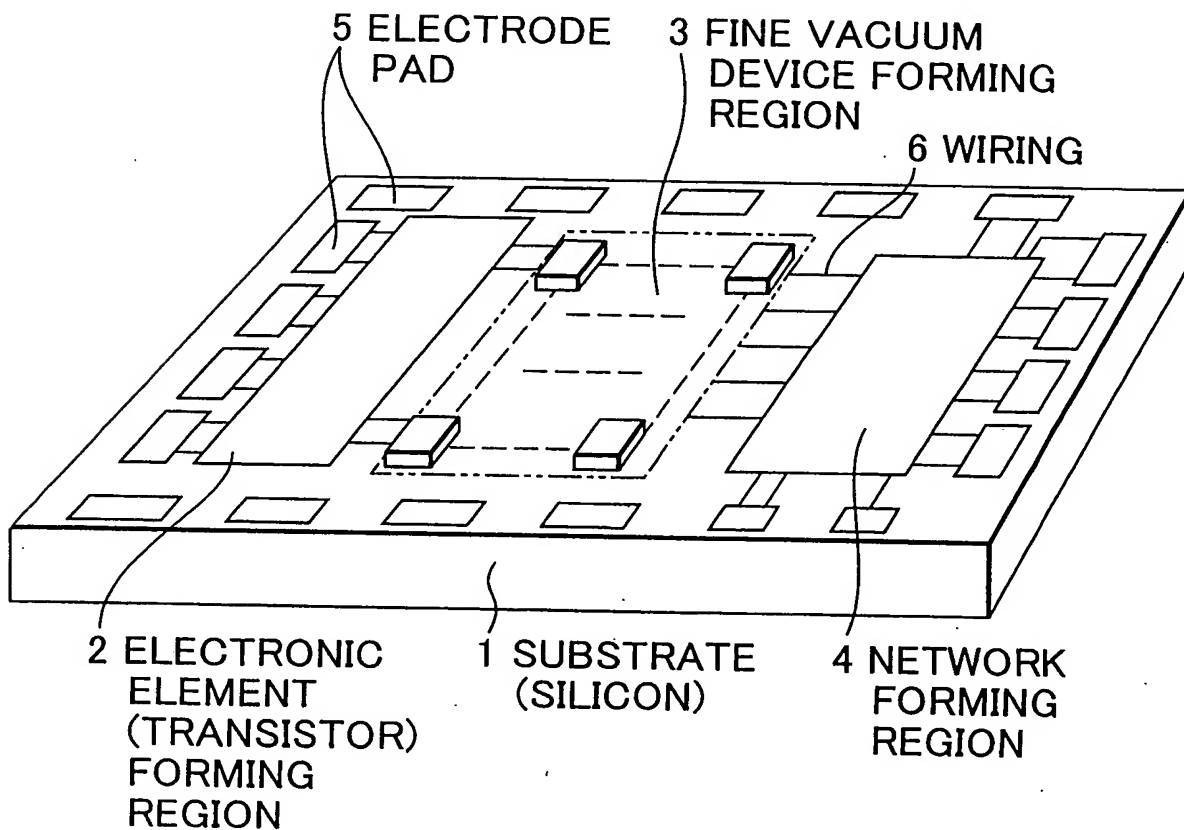 5 ELECTRODE
PAD
3 FINE VACUUM
DEVICE FORMING
REGION
6 WIRING
2 ELECTRONIC
ELEMENT
(TRANSISTOR)
FORMING
REGION
1 SUBSTRATE
(SILICON)
4 NETWORK
FORMING
REGION